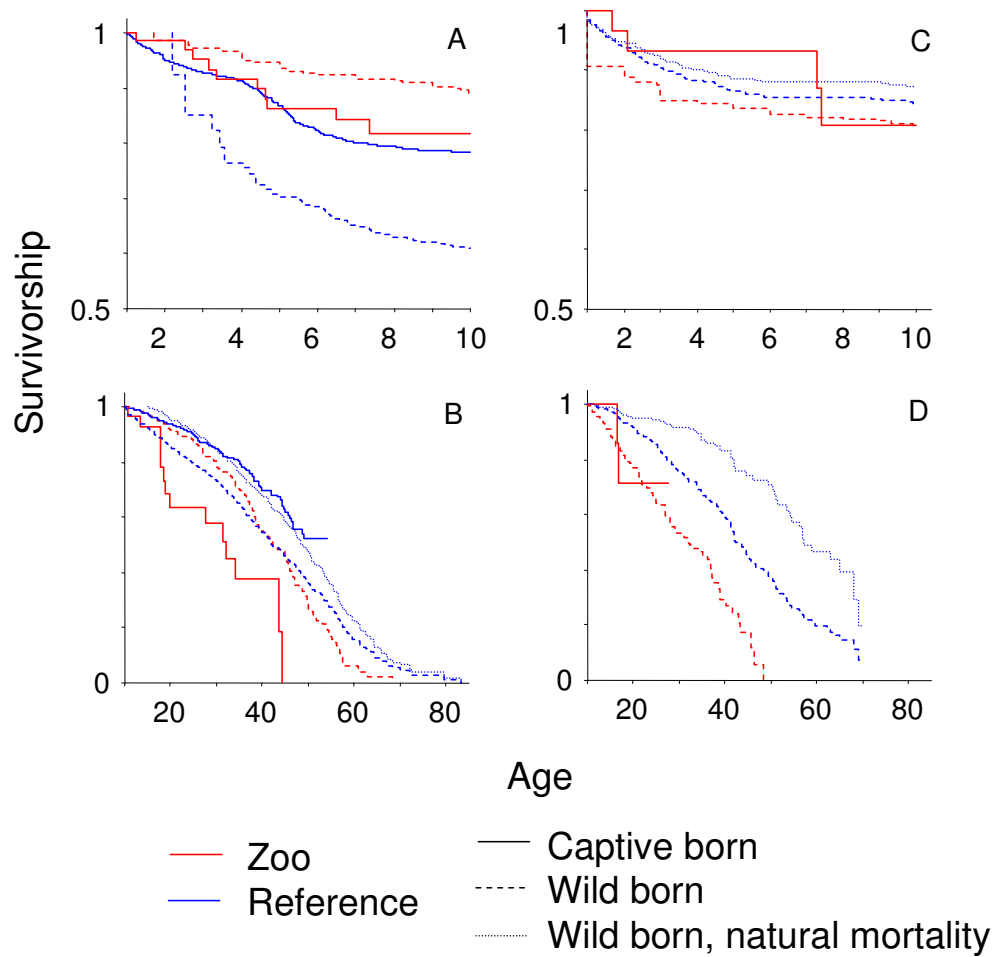 1
A
0.5
2 4 6 8 10
1
C
0.5
2 4 6 8 10
Survivorship
1
B
0
20 40 60 80
1
D
0
20 40 60 80
Age
Zoo
Reference
Captive born
Wild born
Wild born, natural mortality